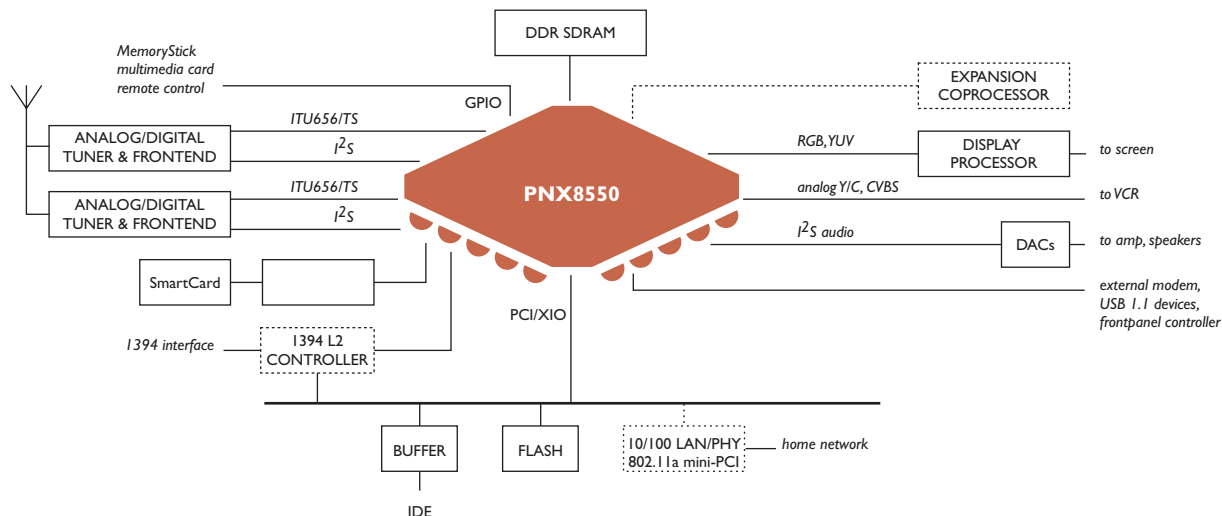 DDR SDRAM
MemoryStick
multimedia card
remote control
GPIO
EXPANSION
COPROCESSOR
ANALOG/DIGITAL
TUNER & FRONTEND
ITU656/TS
I2S
RGB,YUV
DISPLAY
PROCESSOR
to screen
PNX8550
analog Y/C, CVBS
to VCR
ANALOG/DIGITAL
TUNER & FRONTEND
ITU656/TS
I2S
I2S audio
DACs
to amp, speakers
SmartCard
external modem,
USB 1.1 devices,
frontpanel controller
PCI/XIO
1394 interface
1394 L2
CONTROLLER
BUFFER
FLASH
10/100 LAN/PHY
802.11a mini-PCI
home network
IDE